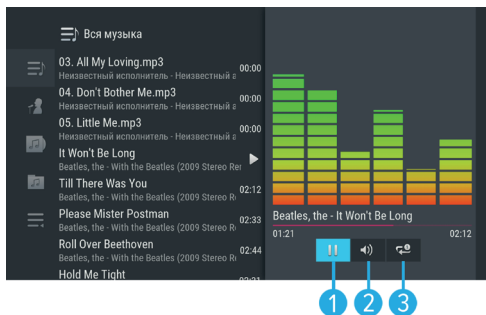 Вся музыка
03. All My Loving.mp3
Неизвестный исполнитель - Неизвестный а
00:00
04. Don't Bother Me.mp3
Неизвестный исполнитель - Неизвестный а
00:00
05. Little Me.mp3
Неизвестный исполнитель - Неизвестный а
00:00
It Won't Be Long
Beatles, the - With the Beatles (2009 Stereo Rer
Till There Was You
Beatles, the - With the Beatles (2009 Stereo R
02:12
Please Mister Postman
Beatles, the - With the Beatles (2009 Stereo R
02:33
Roll Over Beethoven
Beatles, the - With the Beatles (2009 Stereo R
02:44
Hold Me Tight
02:31
Beatles, the - It Won't Be Long
01:21
02:12
1 2 3